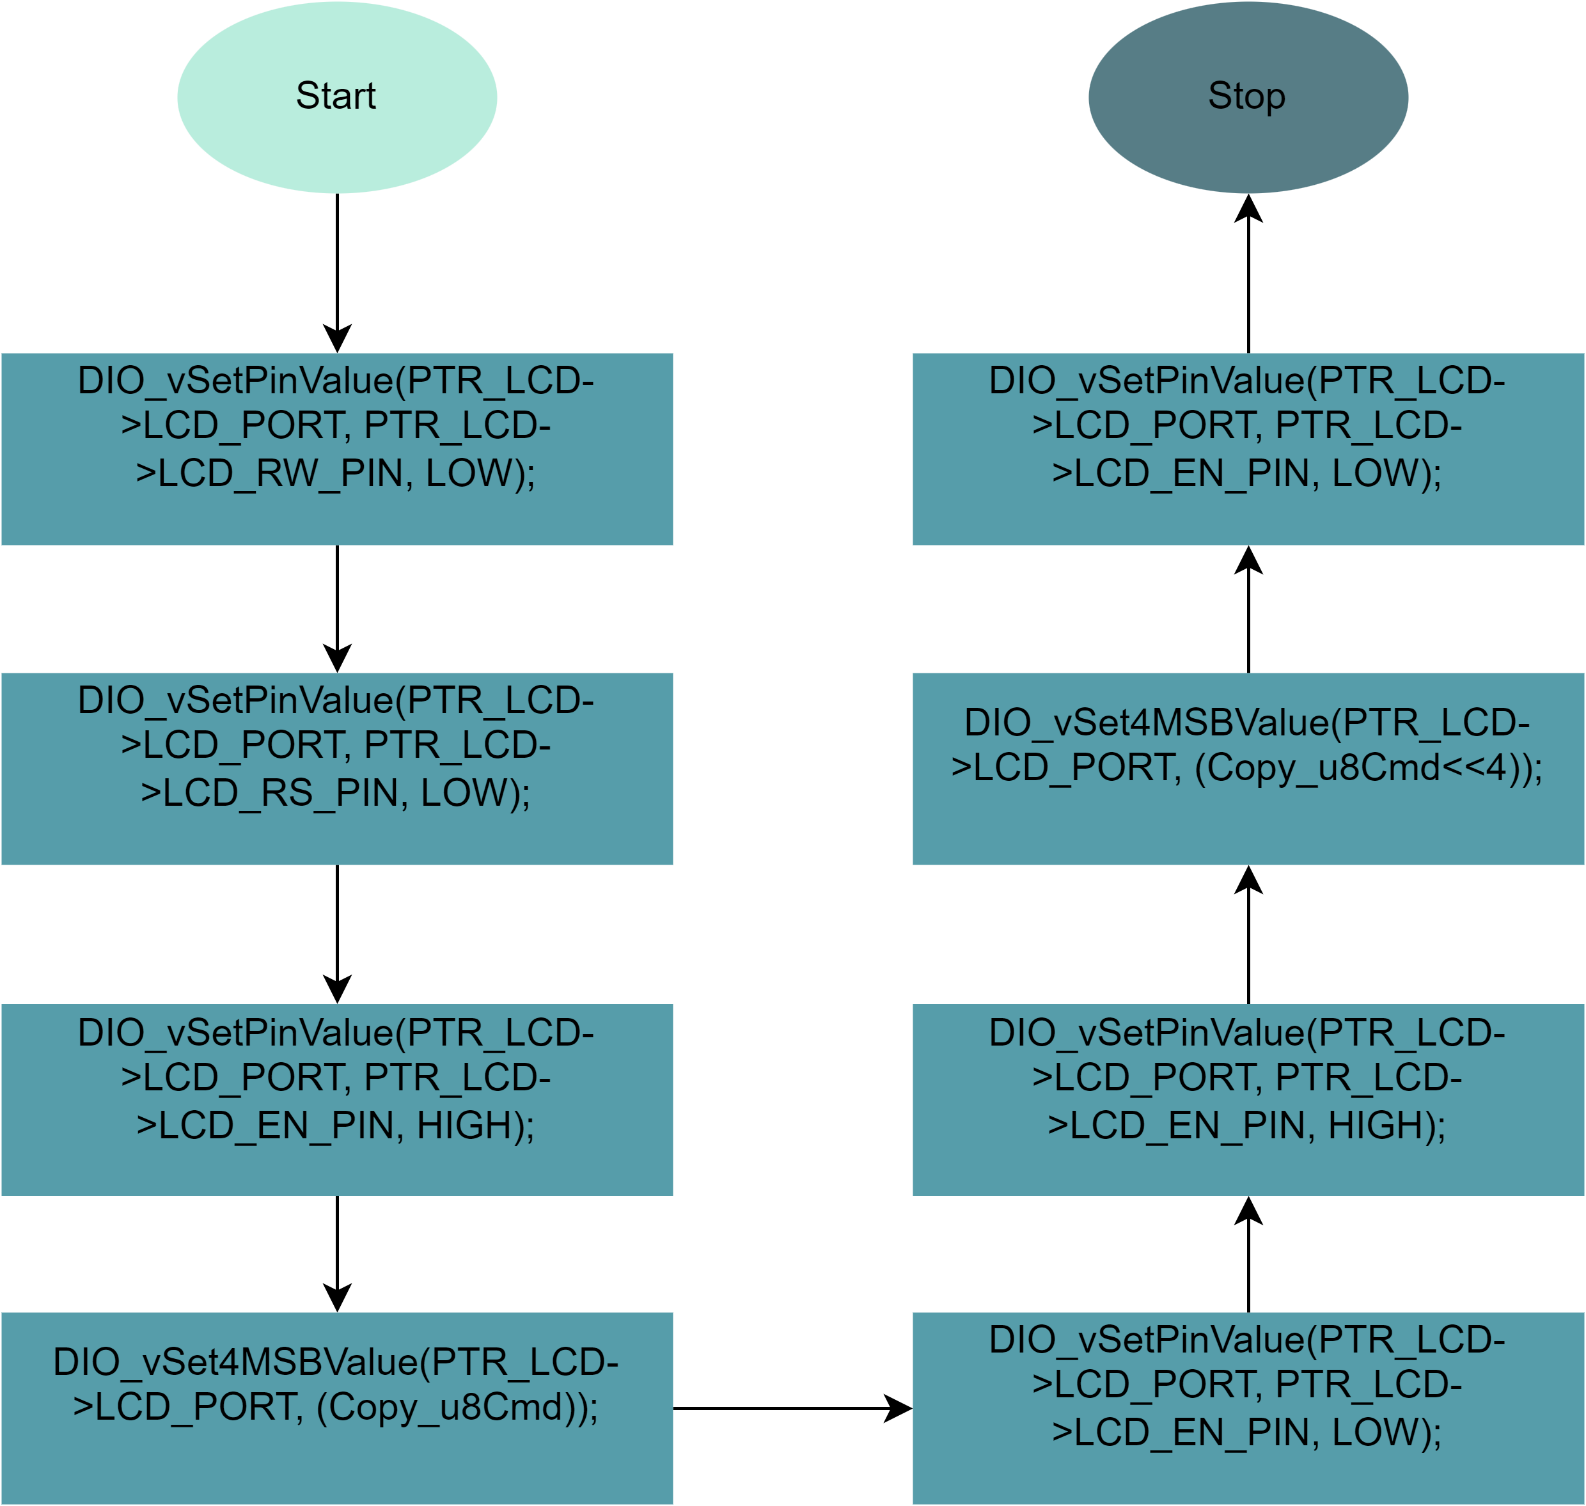 Start
DIO_vSetPinValue(PTR_LCD-
>LCD_PORT, PTR_LCD-
>LCD_RW_PIN, LOW);
DIO_vSetPinValue(PTR_LCD-
>LCD_PORT, PTR_LCD-
>LCD_RS_PIN, LOW);
DIO_vSetPinValue(PTR_LCD-
>LCD_PORT, PTR_LCD-
>LCD_EN_PIN, HIGH);
DIO_vSet4MSBValue(PTR_LCD-
>LCD_PORT, (Copy_u8Cmd));
DIO_vSetPinValue(PTR_LCD-
>LCD_PORT, PTR_LCD-
>LCD_EN_PIN, LOW);
DIO_vSetPinValue(PTR_LCD-
>LCD_PORT, PTR_LCD-
>LCD_EN_PIN, HIGH);
DIO_vSet4MSBValue(PTR_LCD-
>LCD_PORT, (Copy_u8Cmd<<4));
DIO_vSetPinValue(PTR_LCD-
>LCD_PORT, PTR_LCD-
>LCD_EN_PIN, LOW);
Stop